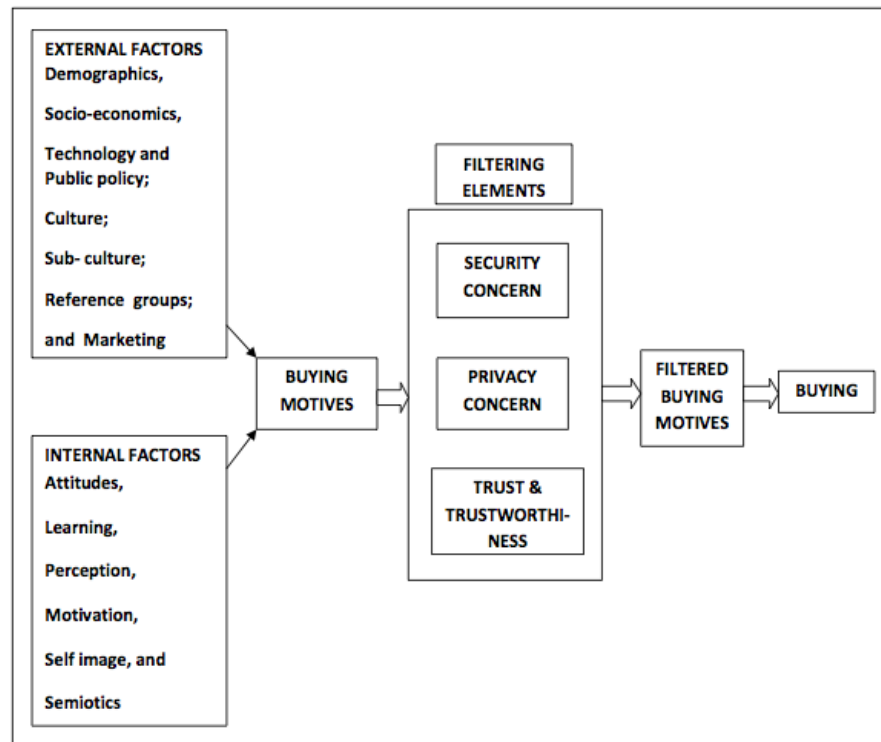 EXTERNAL FACTORS
Demographics,
Socio-economics,
Technology and
Public policy;
Culture;
Sub- culture;
Reference groups;
and Marketing
INTERNAL FACTORS
Attitudes,
Learning,
Perception,
Motivation,
Self image, and
Semiotics
BUYING
MOTIVES
FILTERING
ELEMENTS
SECURITY
CONCERN
PRIVACY
CONCERN
TRUST &
TRUSTWORTHI-
NESS
FILTERED
BUYING
MOTIVES
BUYING